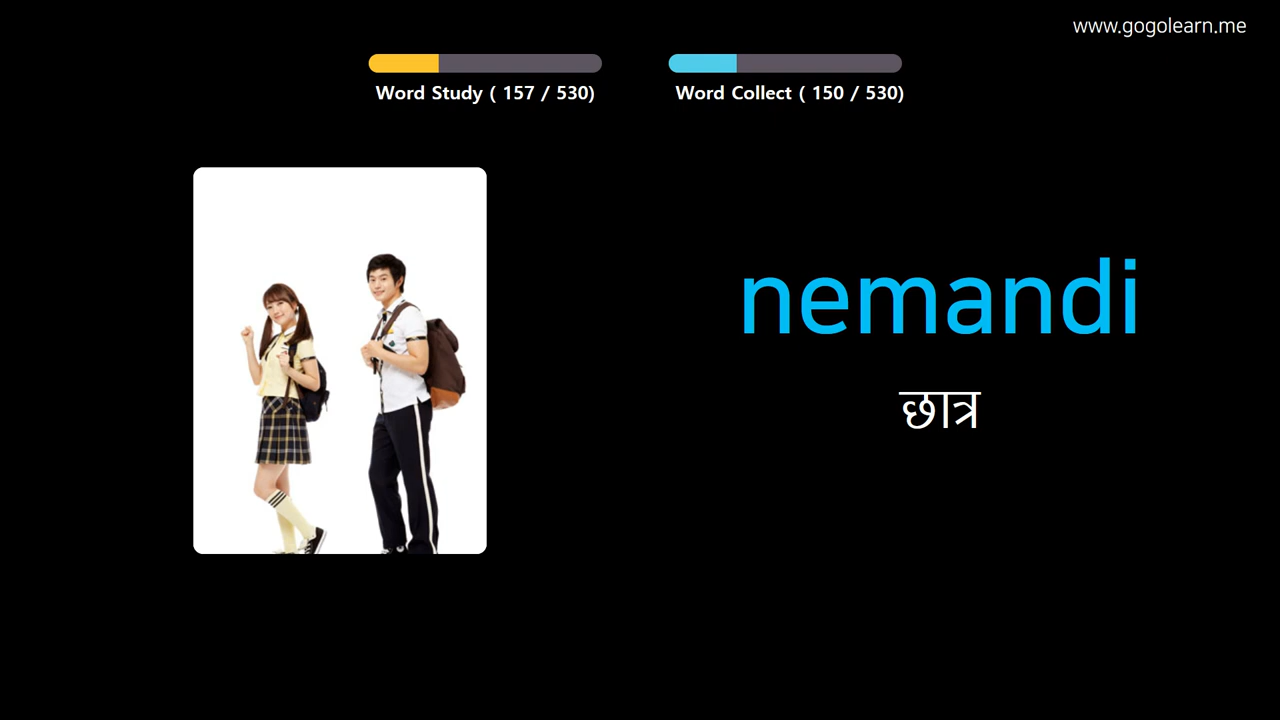 www.gogolearn.me
Word Study ( 157 / 530)
Word Collect ( 150 / 530)
nemandi
छात्र